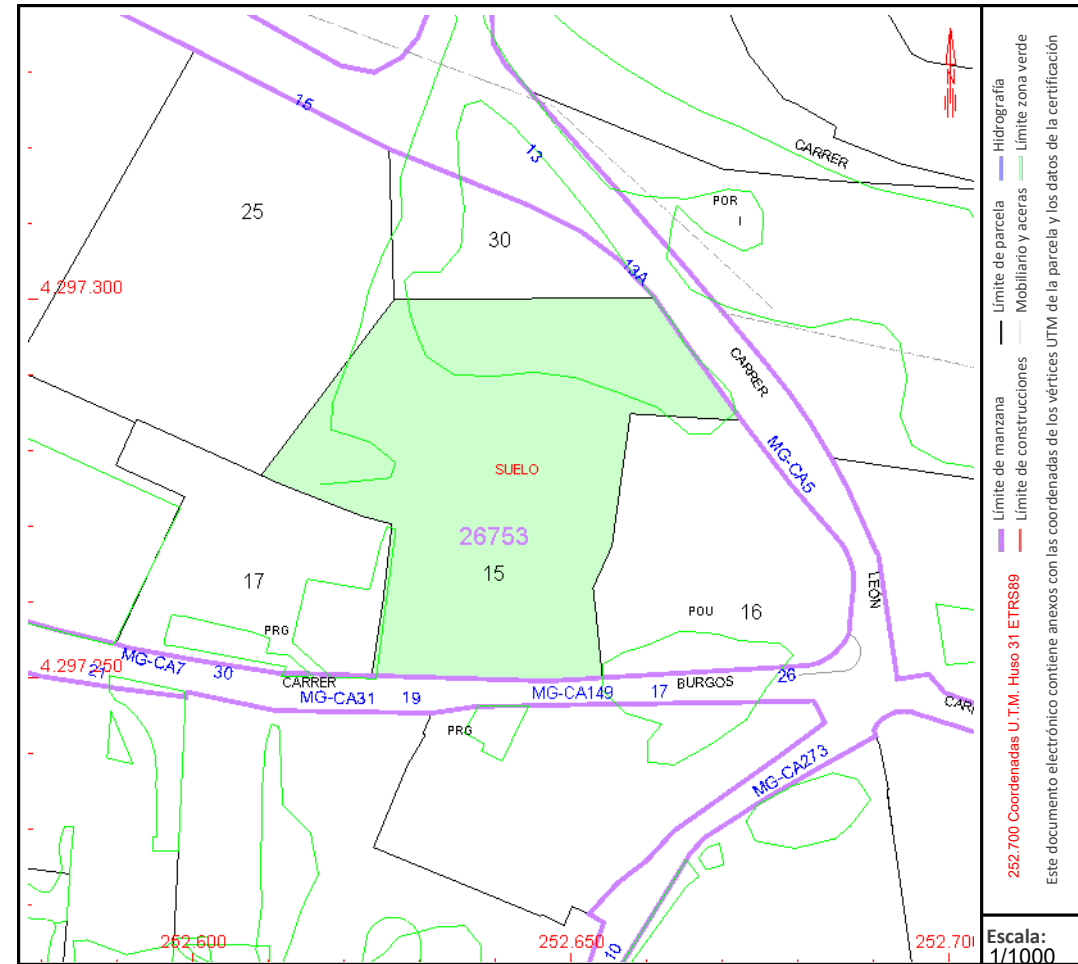 15
13
CARRER
25
POR
I
30
13A
4.297.300
CARRER
MG-CA5
SUELO
26753
15
17
PRG
LEÓN
POU
16
4.297.250
21
MG-CA7
30
CARRER
MG-CA31
19
MG-CA149
17
BURGOS
26
PRG
MG-CA273
252.600
252.650
10
N
Límite de manzana
Límite de parcela
Hidrografía
Límite de construcciones
Mobiliario y aceras
Límite zona verde
252.700 Coordenadas U.T.M. Huso 31 ETRS89
Este documento electrónico contiene anexos con las coordenadas de los vértices UTM de la parcela y los datos de la certificación
Escala:
1/1000